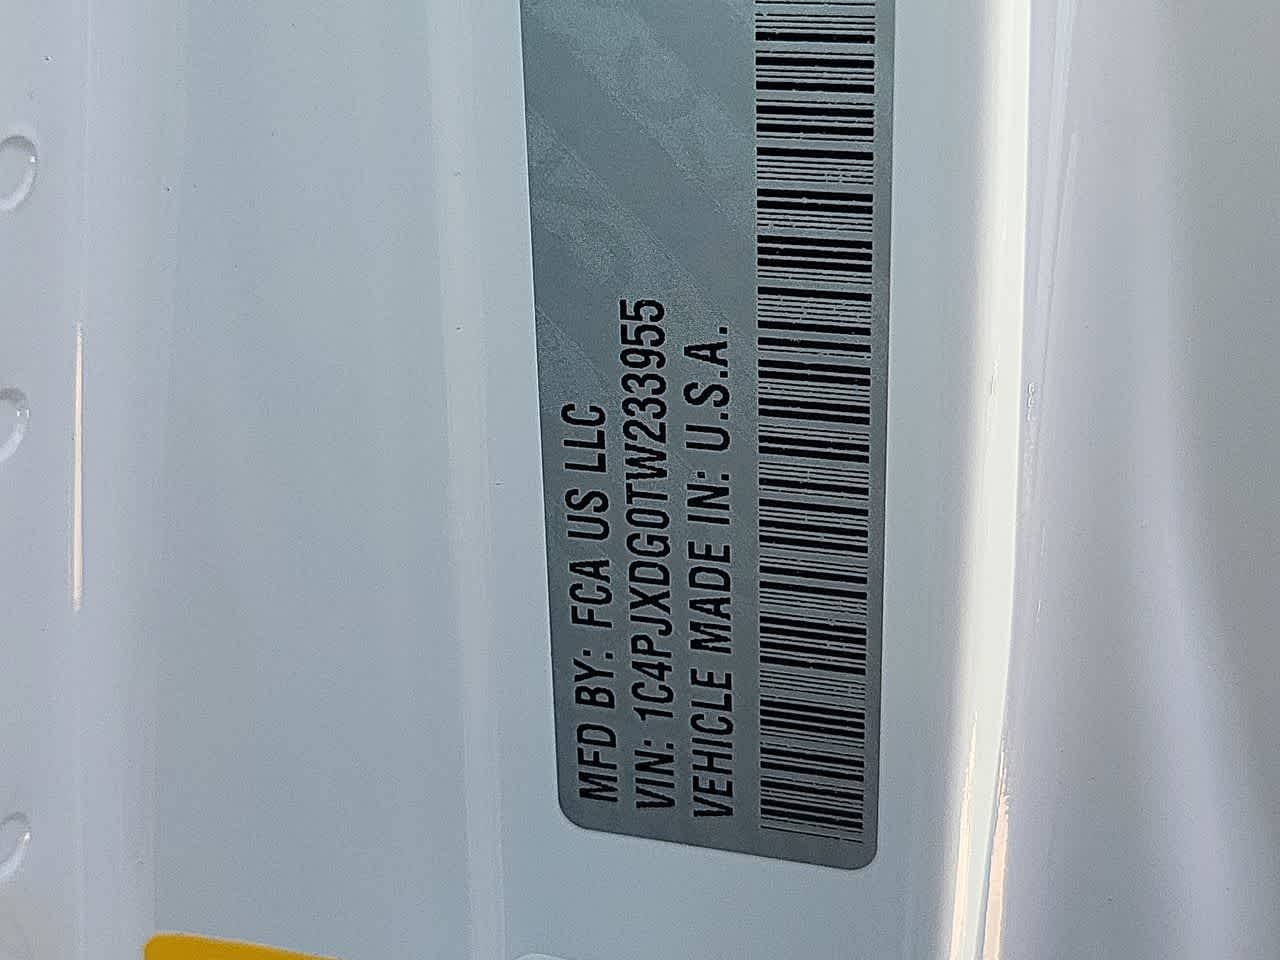 MFD BY: FCA US LLC
VIN: 1C4PJXDG0TW233955
VEHICLE MADE IN: U.S.A.